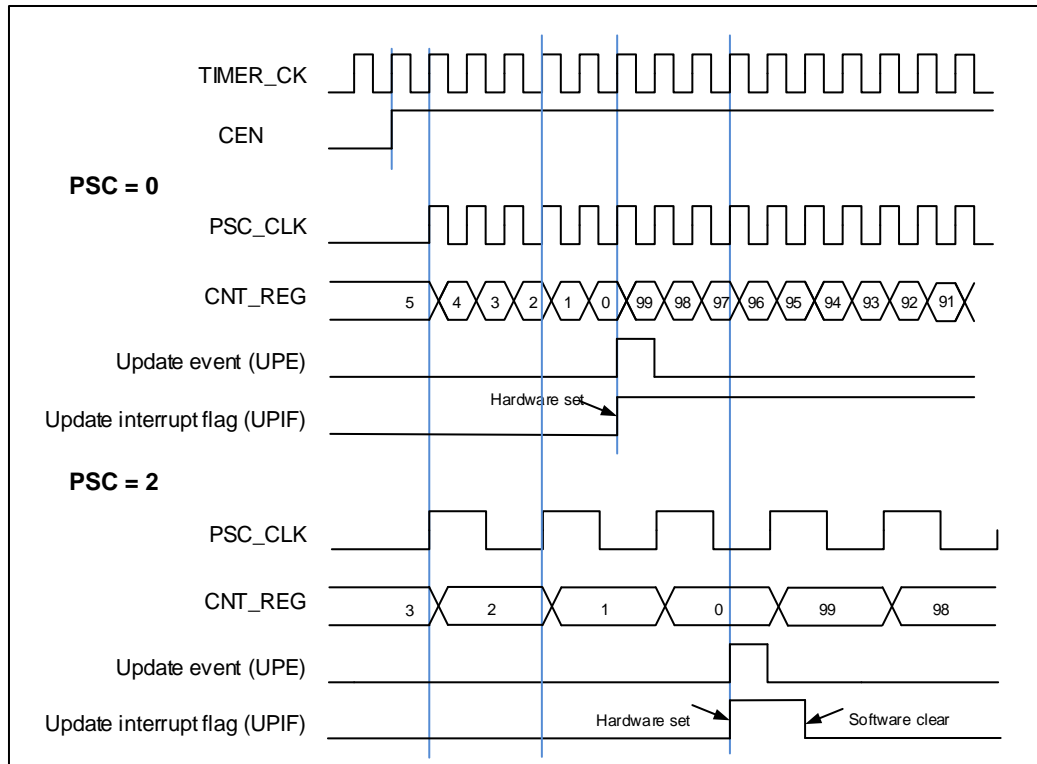 TIMER_CK
CEN
PSC = 0
PSC_CLK
CNT_REG 5 4 3 2 1 0 99 98 97 96 95 94 93 92 91
Update event (UPE)
Hardware set
Update interrupt flag (UPIF)
PSC = 2
PSC_CLK
CNT_REG 3 2 1 0 99 98
Update event (UPE)
Update interrupt flag (UPIF) Hardware set Software clear